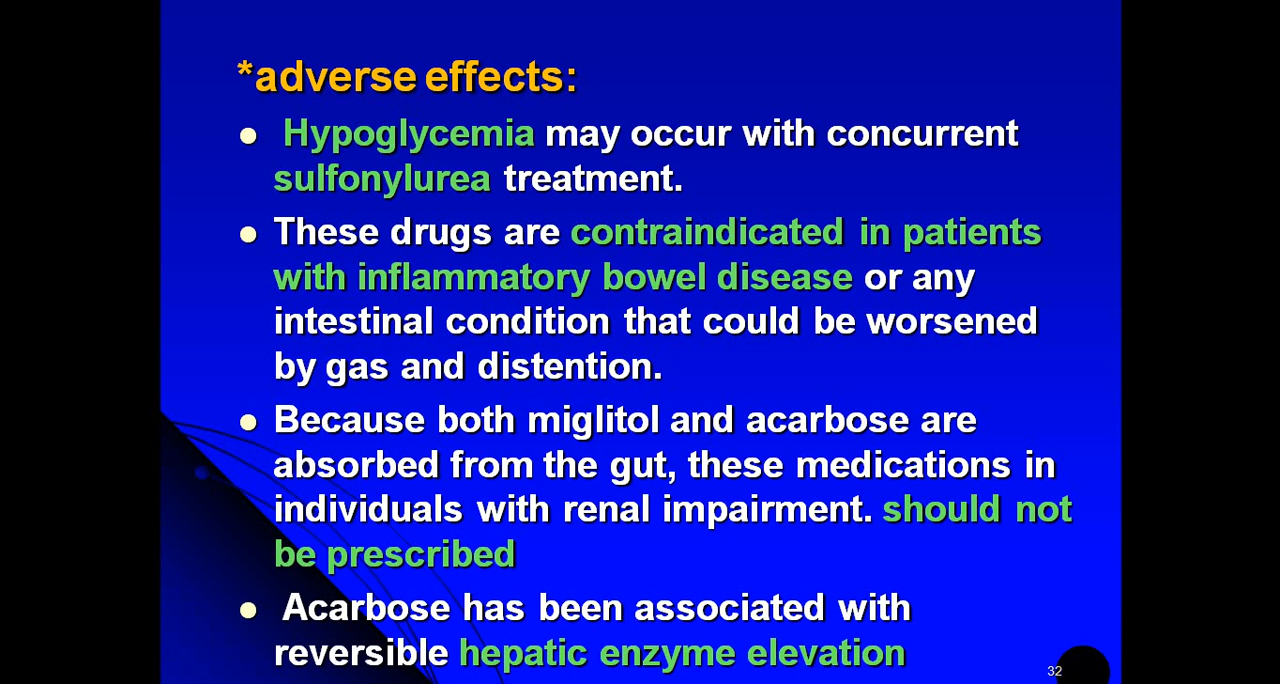 *adverse effects:
Hypoglycemia may occur with concurrent
sulfonylurea treatment.
These drugs are contraindicated in patients
with inflammatory bowel disease or any
intestinal condition that could be worsened
by gas and distention.
Because both miglitol and acarbose are
absorbed from the gut, these medications in
individuals with renal impairment. should not
be prescribed
Acarbose has been associated with
reversible hepatic enzyme elevation
32